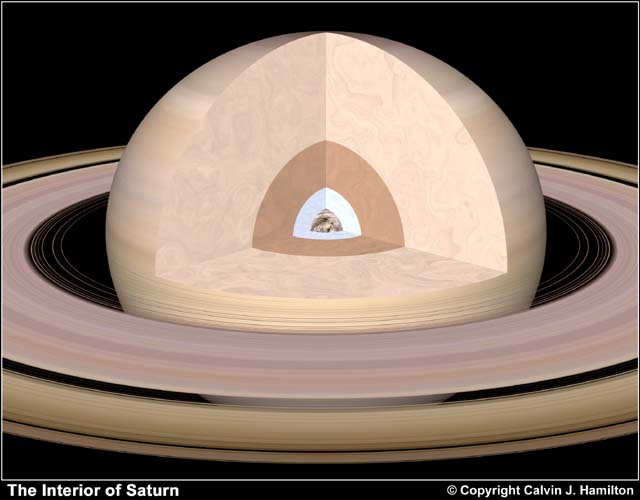 The Interior of Saturn
© Copyright Calvin J. Hamilton